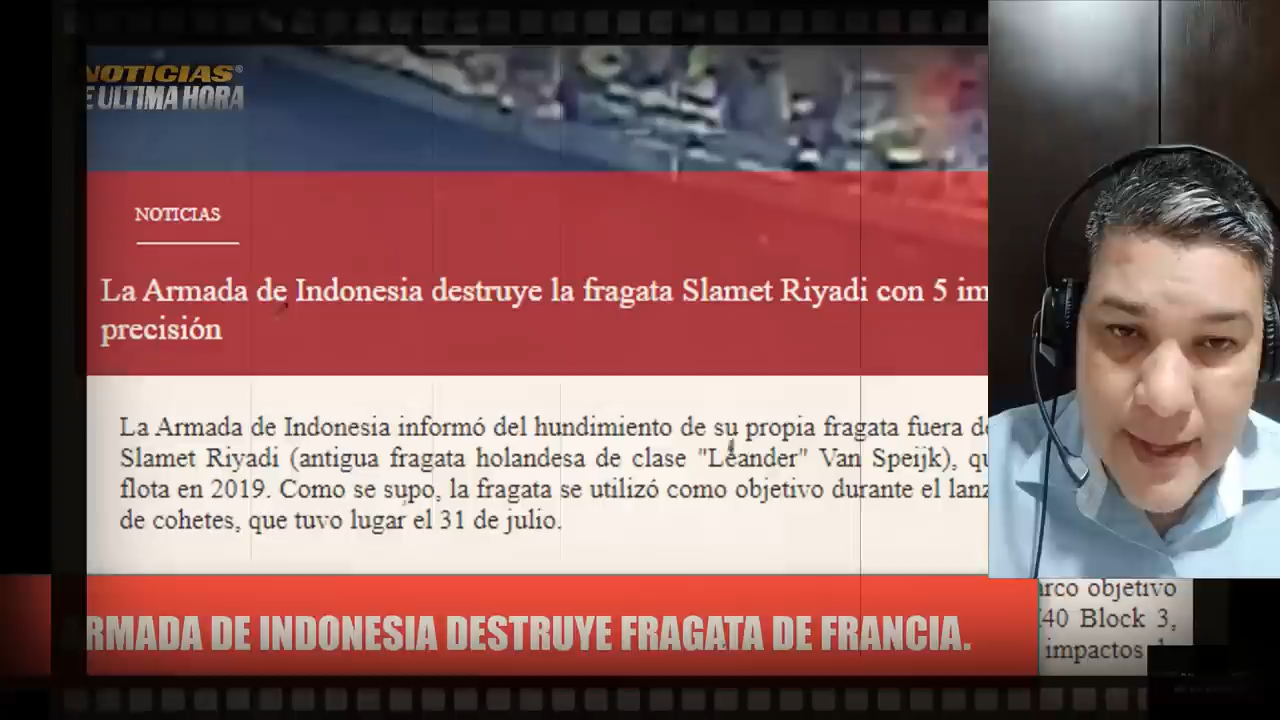 NOTICIAS®
E ULTIMA HORA
NOTICIAS
La Armada de Indonesia destruye la fragata Slamet Riyadi con 5 im
precisión
La Armada de Indonesia informó del hundimiento de su propia fragata fuera de
Slamet Riyadi (antigua fragata holandesa de clase "Leander" Van Speijk), qu
flota en 2019. Como se supo, la fragata se utilizó como objetivo durante el lanz
de cohetes, que tuvo lugar el 31 de julio.
arco objetivo
40 Block 3,
impactos
RMADA DE INDONESIA DESTRUYE FRAGATA DE FRANCIA.